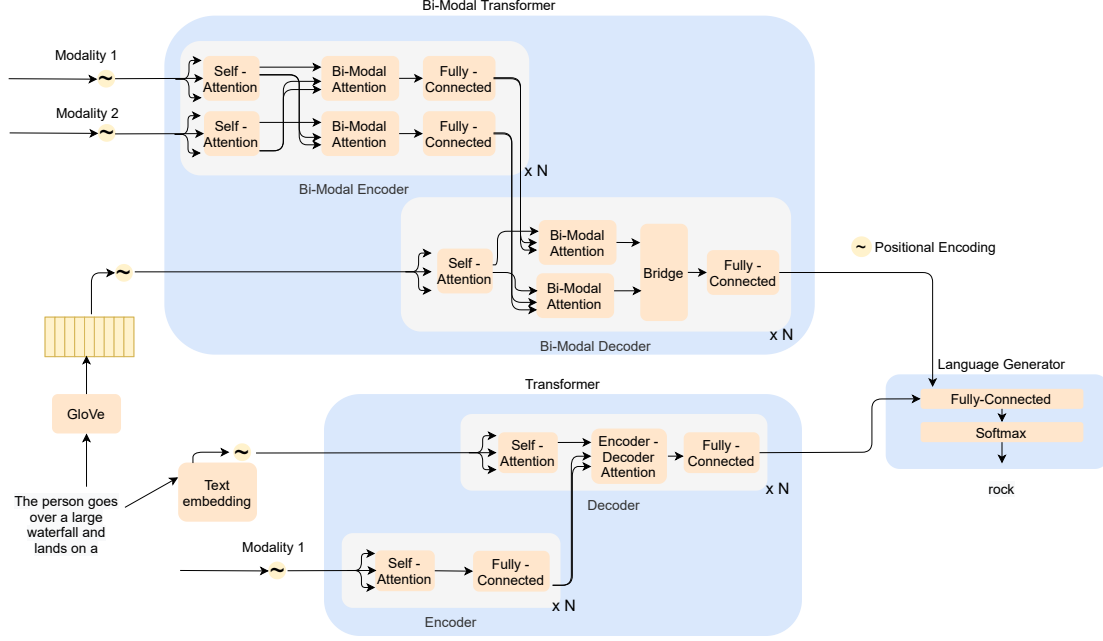 Bi-Modal Transformer
Modality 1
~
Self -
Attention
Bi-Modal
Attention
Fully -
Connected
Modality 2
~
Self -
Attention
Bi-Modal
Attention
Fully -
Connected
x N
Bi-Modal Encoder
~
Self -
Attention
Bi-Modal
Attention
Bi-Modal
Attention
Bridge
Fully -
Connected
x N
Bi-Modal Decoder
~ Positional Encoding
GloVe
The person goes
over a large
waterfall and
lands on a
Text
embedding
~
Transformer
Self -
Attention
Encoder -
Decoder
Attention
Fully -
Connected
x N
Decoder
Modality 1
~
Self -
Attention
Fully -
Connected
x N
Encoder
Language Generator
Fully-Connected
Softmax
rock